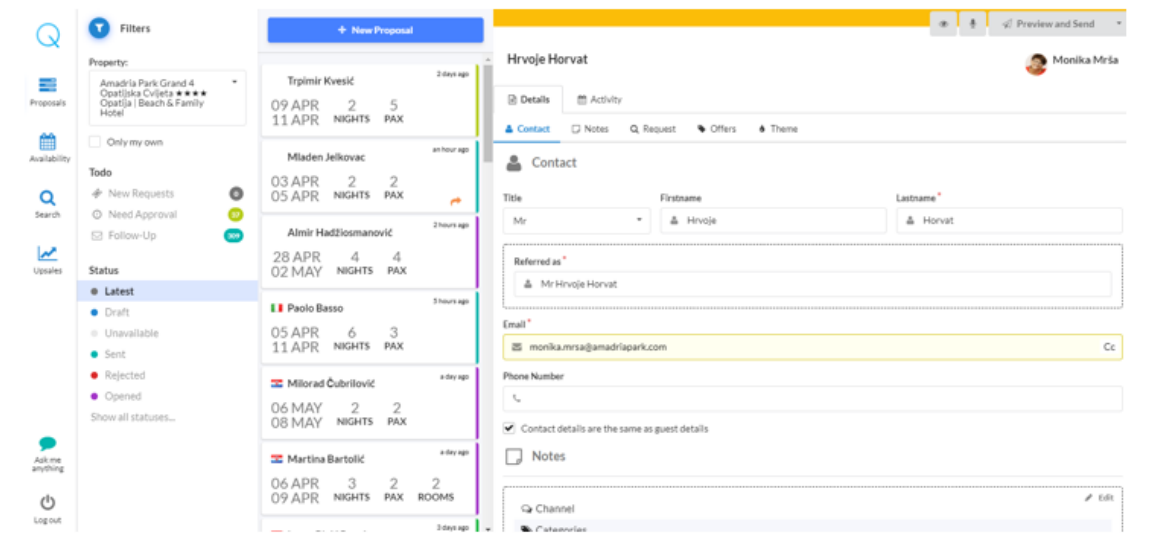 Proposals
Availability
Search
Upsales
Ask me
anything
Log out
Filters
Property:
Amadria Park Grand 4
Opatijska Cvijeta ★★★★
Opatija | Beach & Family
Hotel
Only my own
Todo
New Requests 0
Need Approval 37
Follow-Up 309
Status
Latest
Draft
Unavailable
Sent
Rejected
Opened
Show all statuses...
+ New Proposal
2 days ago
Trpimir Kvesić
09 APR 2 5
11 APR NIGHTS PAX
an hour ago
Mladen Jelkovac
03 APR 2 2
05 APR NIGHTS PAX
2 hours ago
Almir Hadžiosmanović
28 APR 4 4
02 MAY NIGHTS PAX
5 hours ago
Paolo Basso
05 APR 6 3
11 APR NIGHTS PAX
a day ago
Milorad Čubrilović
06 MAY 2 2
08 MAY NIGHTS PAX
a day ago
Martina Bartolić
06 APR 3 2 2
09 APR NIGHTS PAX ROOMS
3 days ago
Preview and Send
Hrvoje Horvat
Monika Mrša
Details Activity
Contact Notes Request Offers Theme
Contact
Title Firstname Lastname *
Mr Hrvoje Horvat
Referred as *
Mr Hrvoje Horvat
Email *
monika.mrsa@amadriapark.com Cc
Phone Number
Contact details are the same as guest details
Notes
Edit
Channel
Categories